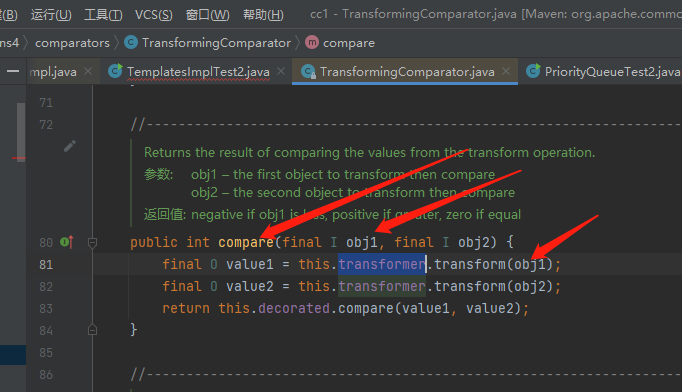 (B) 运行(U) 工具(T) VCS(S) 窗口(W) 帮助(H) cc1 - TransformingComparator.java [Maven: org.apache.commo
ns4 comparators TransformingComparator compare
mpl.java TemplatesImplTest2.java TransformingComparator.java PriorityQueueTest2.java
71
72 //-----------------------------------------------------------------------
Returns the result of comparing the values from the transform operation.
参数: obj1 – the first object to transform then compare
obj2 – the second object to transform then compare
返回值: negative if obj1 is less, positive if greater, zero if equal
80 public int compare(final I obj1, final I obj2) {
81 final O value1 = this.transformer.transform(obj1);
82 final O value2 = this.transformer.transform(obj2);
83 return this.decorated.compare(value1, value2);
84 }
85
86 //-----------------------------------------------------------------------